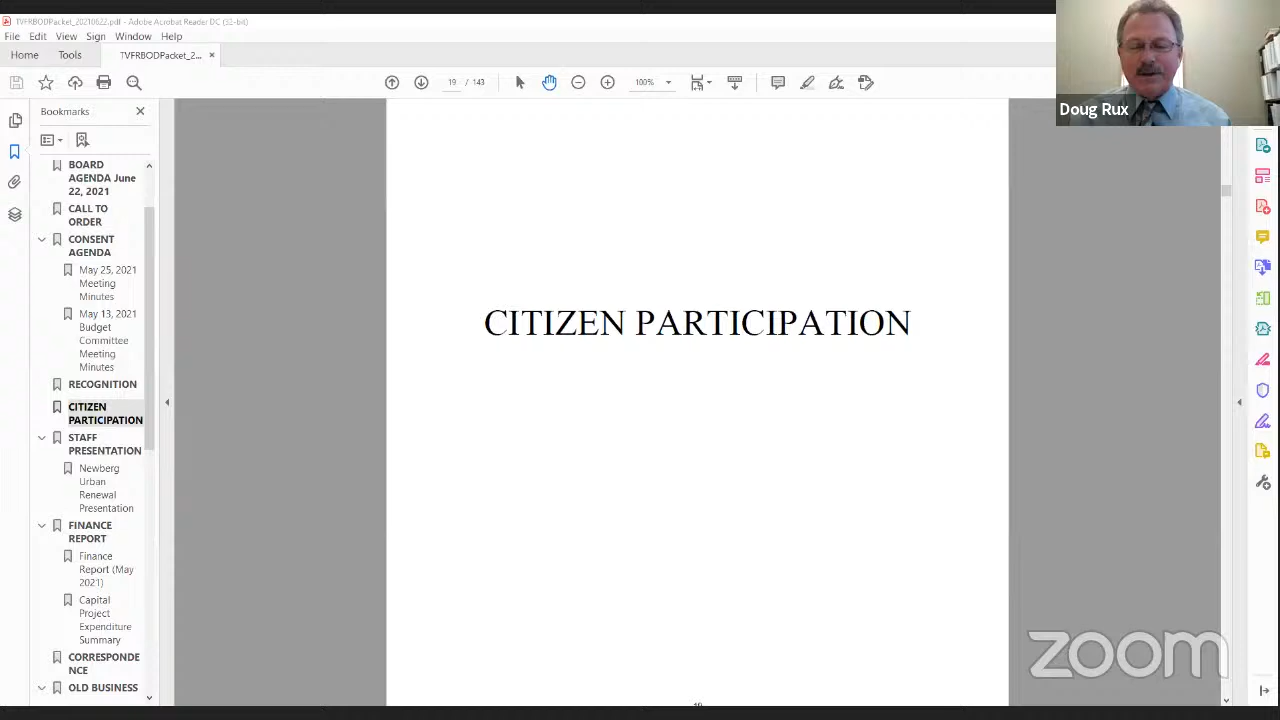 TVFRBODPacket_20210622.pdf - Adobe Acrobat Reader DC (32-bit)
File Edit View Sign Window Help
Home Tools TVFRBODPacket_2... ×
19 / 143 100%
Doug Rux
Bookmarks
BOARD
AGENDA June
22, 2021
CALL TO
ORDER
CONSENT
AGENDA
May 25, 2021
Meeting
Minutes
May 13, 2021
Budget
Committee
Meeting
Minutes
RECOGNITION
CITIZEN
PARTICIPATION
STAFF
PRESENTATION
Newberg
Urban
Renewal
Presentation
FINANCE
REPORT
Finance
Report (May
2021)
Capital
Project
Expenditure
Summary
CORRESPONDE
NCE
OLD BUSINESS
CITIZEN PARTICIPATION
19
zoom